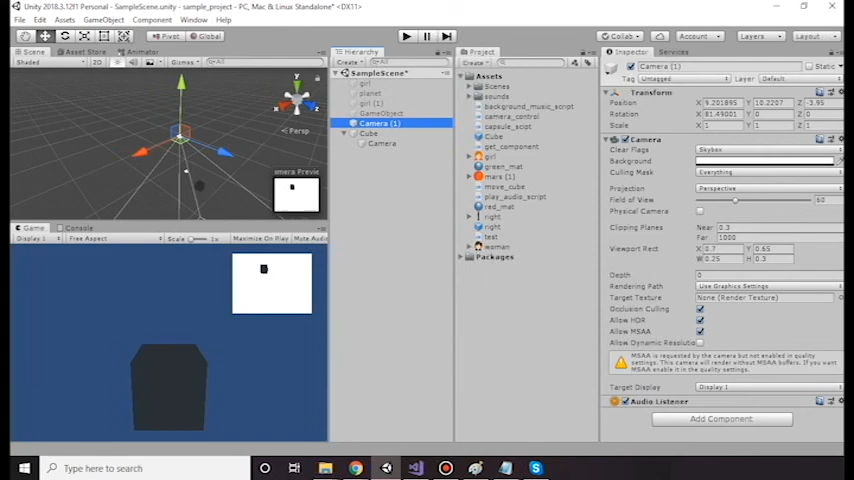 Unity 2018.3.12f1 Personal - SampleScene.unity - sample_project - PC, Mac & Linux Standalone* <DX11>
File Edit Assets GameObject Component Window Help
Pivot Global Collab Account Layers Layout
Scene Asset Store Animator
Shaded 2D Gizmos All
y
x
z
Persp
Camera Preview
Game Console
Display 1 Free Aspect Scale 1x Maximize On Play Mute Audio
Hierarchy
Create All
SampleScene*
girl
planet
girl (1)
GameObject
Camera (1)
Cube
Camera
Project
Create
Assets
Scenes
sounds
background_music_script
camera_control
capsule_scipt
Cube
get_component
girl
green_mat
mars (1)
move_cube
play_audio_script
red_mat
right
right
test
woman
Packages
Inspector Services
Camera (1) Static
Tag Untagged Layer Default
Transform
Position X 9.201895 Y 10.2207 Z -3.95
Rotation X 81.49001 Y 0 Z 0
Scale X 1 Y 1 Z 1
Camera
Clear Flags Skybox
Background
Culling Mask Everything
Projection Perspective
Field of View 60
Physical Camera
Clipping Planes Near 0.3
Far 1000
Viewport Rect X 0.7 Y 0.65
W 0.25 H 0.3
Depth 0
Rendering Path Use Graphics Settings
Target Texture None (Render Texture)
Occlusion Culling
Allow HDR
Allow MSAA
Allow Dynamic Resolutio
MSAA is requested by the camera but not enabled in quality
settings. This camera will render without MSAA buffers. If you want
MSAA enable it in the quality settings.
Target Display Display 1
Audio Listener
Add Component
Type here to search